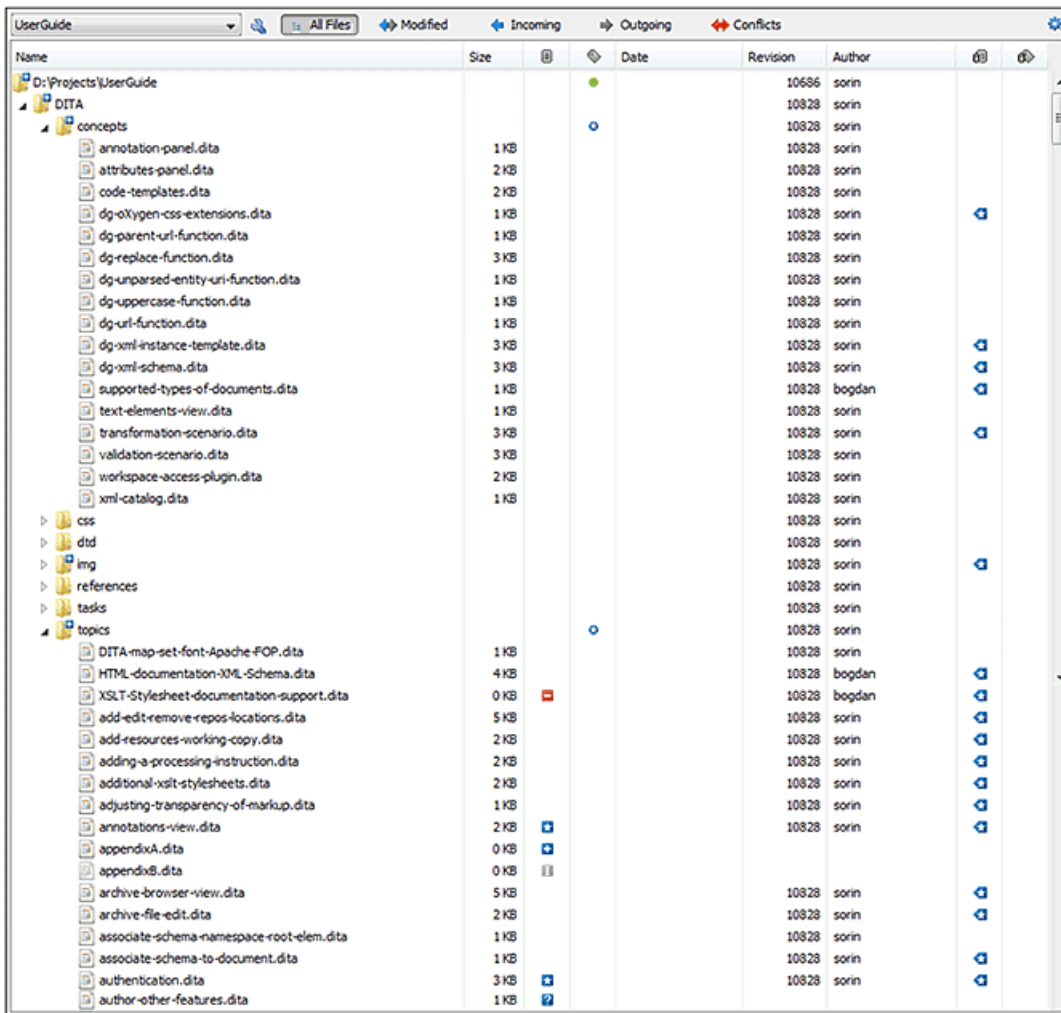 UserGuide All Files Modified Incoming Outgoing Conflicts
Name Size Date Revision Author
D:\Projects\UserGuide 10686 sorin
DITA 10828 sorin
concepts 10828 sorin
annotation-panel.dita 1 KB 10828 sorin
attributes-panel.dita 2 KB 10828 sorin
code-templates.dita 2 KB 10828 sorin
dg-oXygen-css-extensions.dita 1 KB 10828 sorin
dg-parent-url-function.dita 1 KB 10828 sorin
dg-replace-function.dita 3 KB 10828 sorin
dg-unparsed-entity-uri-function.dita 1 KB 10828 sorin
dg-uppercase-function.dita 1 KB 10828 sorin
dg-url-function.dita 1 KB 10828 sorin
dg-xml-instance-template.dita 3 KB 10828 sorin
dg-xml-schema.dita 3 KB 10828 sorin
supported-types-of-documents.dita 1 KB 10828 bogdan
text-elements-view.dita 1 KB 10828 sorin
transformation-scenario.dita 3 KB 10828 sorin
validation-scenario.dita 3 KB 10828 sorin
workspace-access-plugin.dita 2 KB 10828 sorin
xml-catalog.dita 1 KB 10828 sorin
css 10828 sorin
dtd 10828 sorin
img 10828 sorin
references 10828 sorin
tasks 10828 sorin
topics 10828 sorin
DITA-map-set-font-Apache-FOP.dita 1 KB 10828 sorin
HTML-documentation-XML-Schema.dita 4 KB 10828 bogdan
XSLT-Stylesheet-documentation-support.dita 0 KB 10828 bogdan
add-edit-remove-repos-locations.dita 5 KB 10828 sorin
add-resources-working-copy.dita 2 KB 10828 sorin
adding-a-processing-instruction.dita 2 KB 10828 sorin
additional-xslt-stylesheets.dita 2 KB 10828 sorin
adjusting-transparency-of-markup.dita 1 KB 10828 sorin
annotations-view.dita 2 KB 10828 sorin
appendixA.dita 0 KB
appendixB.dita 0 KB
archive-browser-view.dita 5 KB 10828 sorin
archive-file-edit.dita 2 KB 10828 sorin
associate-schema-namespace-root-elem.dita 1 KB 10828 sorin
associate-schema-to-document.dita 1 KB 10828 sorin
authentication.dita 3 KB 10828 sorin
author-other-features.dita 1 KB